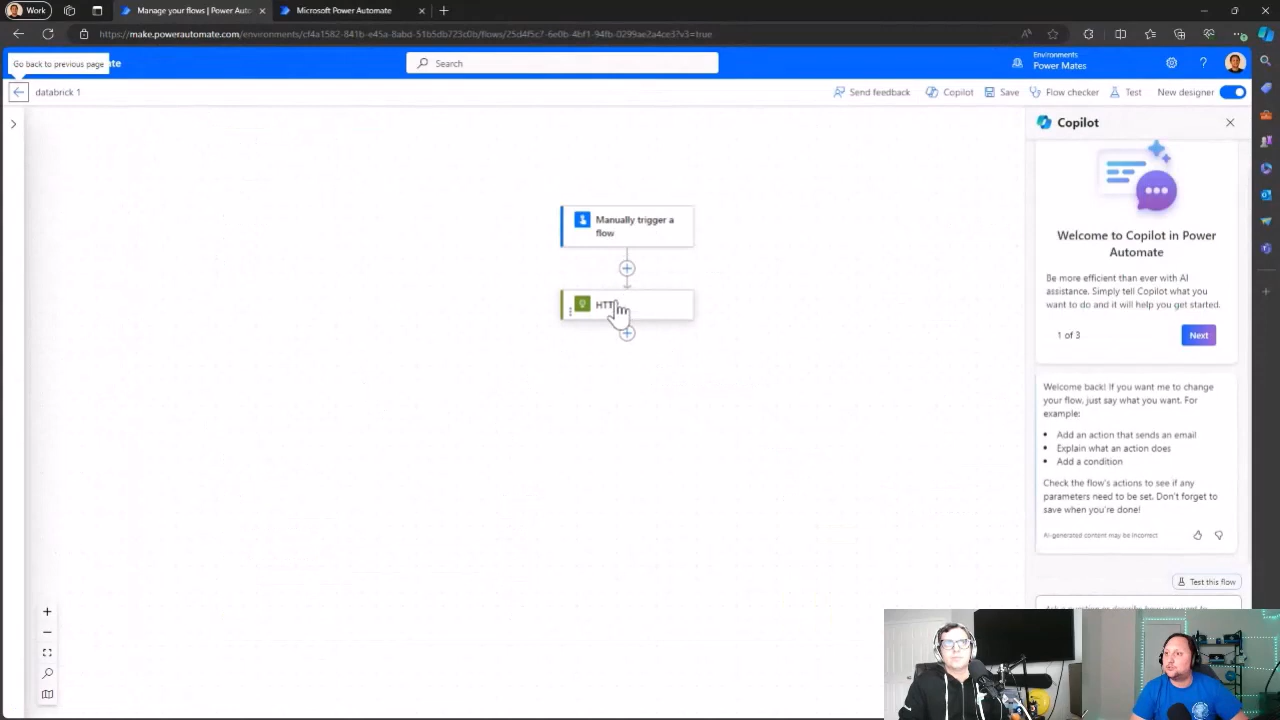 Work
Manage your flows | Power Auto
Microsoft Power Automate
https://make.powerautomate.com/environments/
Go back to previous page
Search
Environments
Power Mates
databrick 1
Send feedback
Copilot
Save
Flow checker
Test
New designer
Copilot
Manually trigger a
flow
Welcome to Copilot in Power
Automate
Be more efficient than ever with AI
assistance. Simply tell Copilot what you
want to do and it will help you get started.
1 of 3
Next
Welcome back! If you want me to change
your flow, just say what you want. For
example:
Add an action that sends an email
Explain what an action does
Add a condition
Check the flow's actions to see if any
parameters need to be set. Don't forget to
save when you're done!
AI-generated content may be incorrect
Test this flow